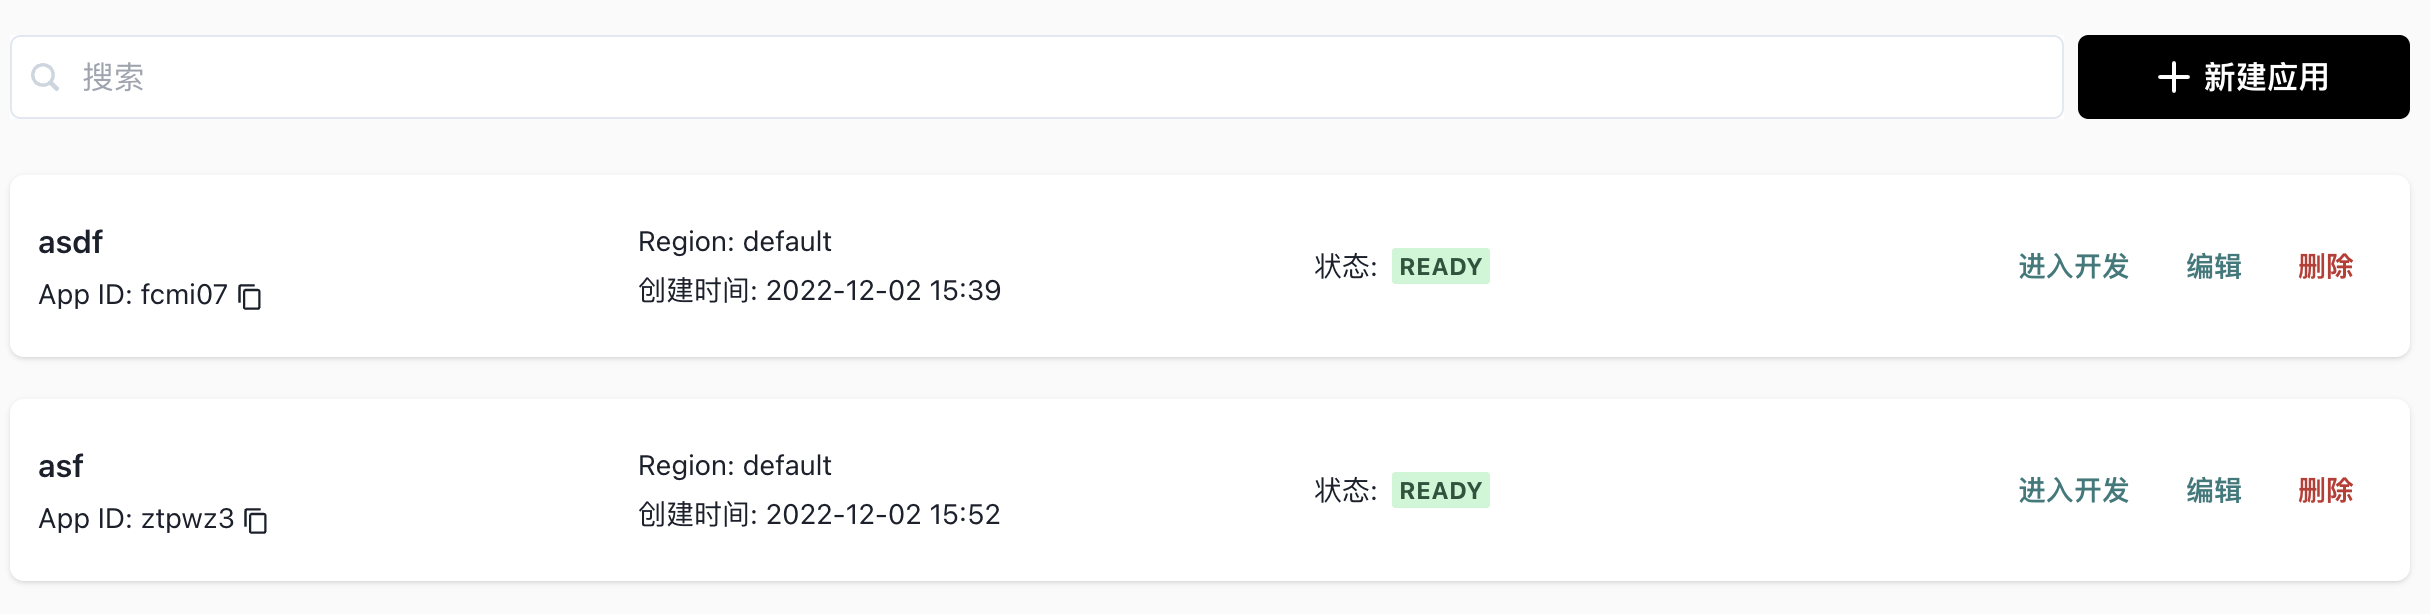 搜索
新建应用
asdf
App ID: fcmi07
Region: default
创建时间: 2022-12-02 15:39
状态: READY
进入开发 编辑 删除
asf
App ID: ztpwz3
Region: default
创建时间: 2022-12-02 15:52
状态: READY
进入开发 编辑 删除